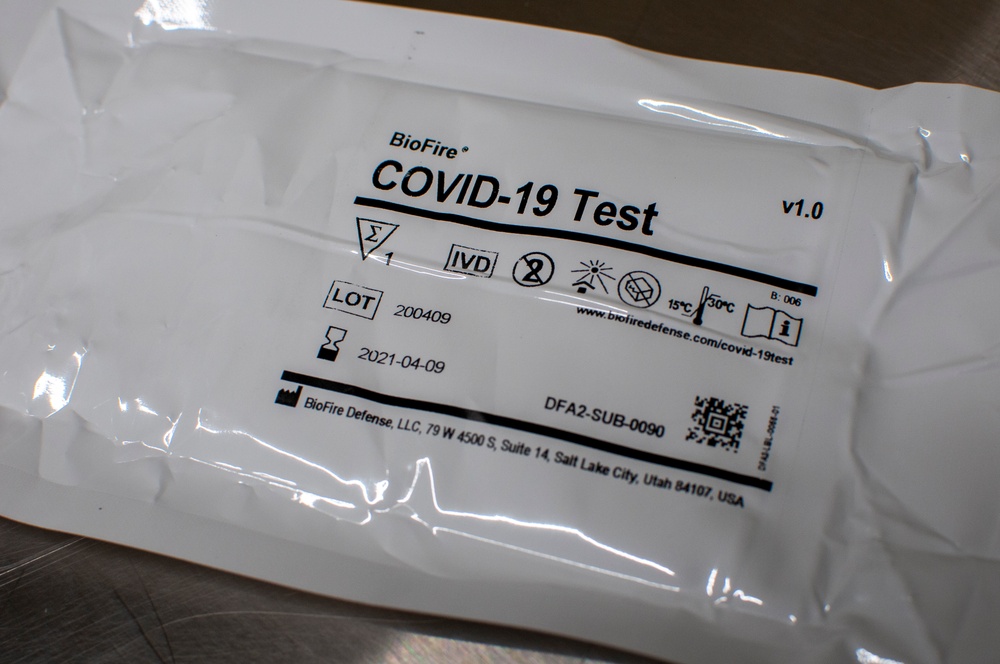 BioFire®
COVID-19 Test
v1.0
Σ
1
IVD
2
15°C
30°C
B: 006
i
www.biofiredefense.com/covid-19test
LOT
200409
2021-04-09
DFA2-SUB-0090
BioFire Defense, LLC, 79 W 4500 S, Suite 14, Salt Lake City, Utah 84107, USA